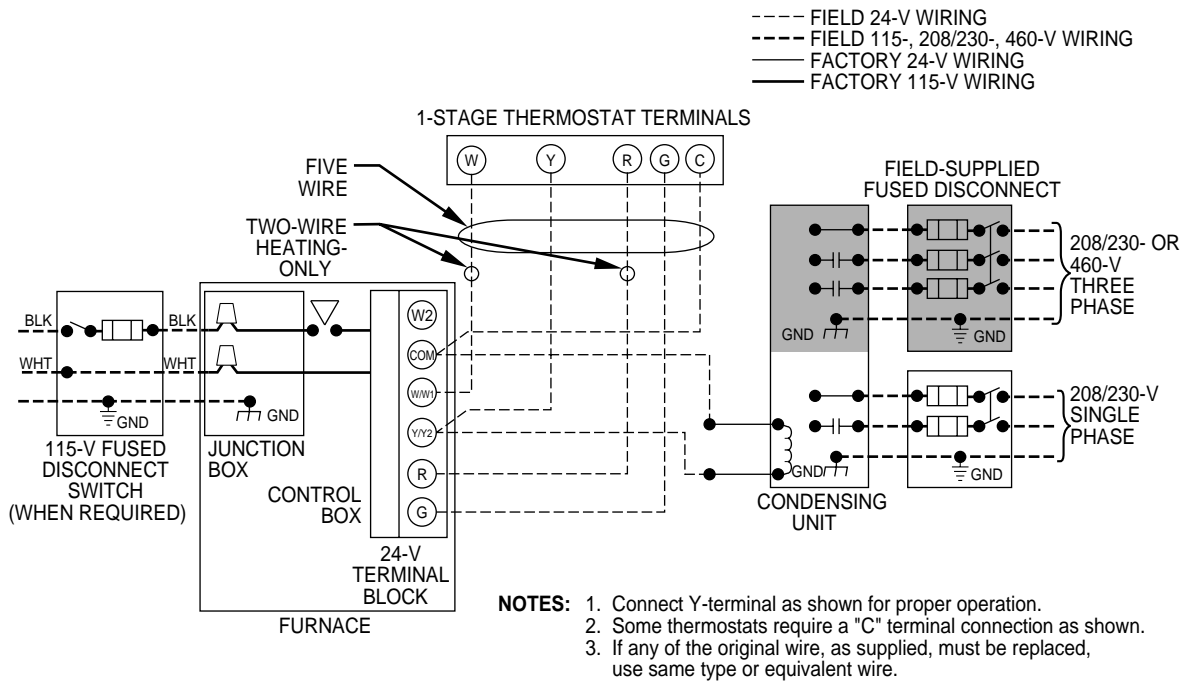 FIELD 24-V WIRING
FIELD 115-, 208/230-, 460-V WIRING
FACTORY 24-V WIRING
FACTORY 115-V WIRING
1-STAGE THERMOSTAT TERMINALS
W
Y
R
G
C
FIVE
WIRE
TWO-WIRE
HEATING-
ONLY
FIELD-SUPPLIED
FUSED DISCONNECT
208/230- OR
460-V
THREE
PHASE
GND
GND
BLK
BLK
WHT
WHT
GND
GND
115-V FUSED
DISCONNECT
SWITCH
(WHEN REQUIRED)
JUNCTION
BOX
CONTROL
BOX
W2
COM
W/W1
Y/Y2
R
G
24-V
TERMINAL
BLOCK
FURNACE
208/230-V
SINGLE
PHASE
GND
GND
CONDENSING
UNIT
NOTES: 1. Connect Y-terminal as shown for proper operation.
2. Some thermostats require a "C" terminal connection as shown.
3. If any of the original wire, as supplied, must be replaced,
use same type or equivalent wire.